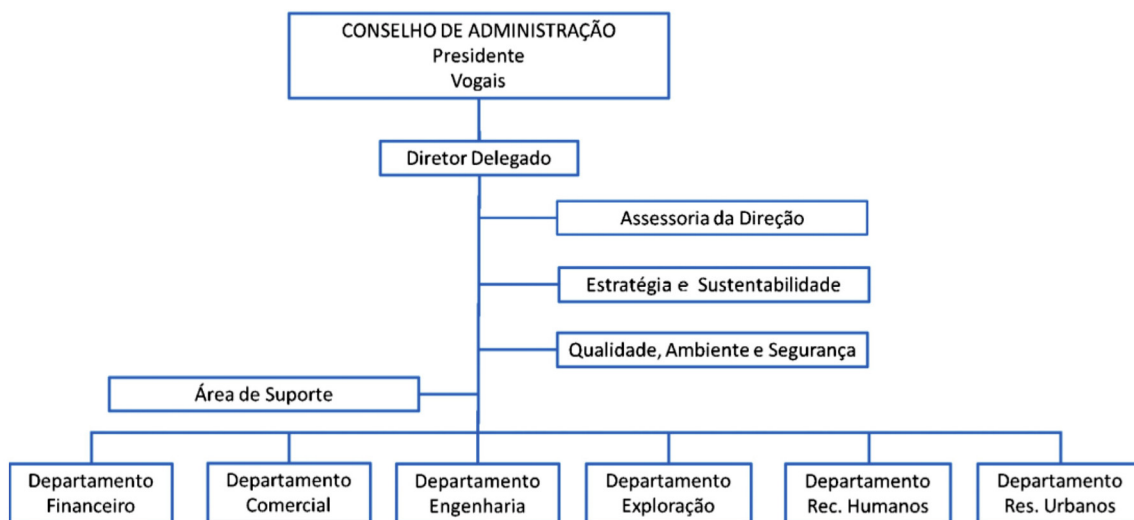 CONSELHO DE ADMINISTRAÇÃO
Presidente
Vogais
Diretor Delegado
Assessoria da Direção
Estratégia e Sustentabilidade
Qualidade, Ambiente e Segurança
Área de Suporte
Departamento
Financeiro
Departamento
Comercial
Departamento
Engenharia
Departamento
Exploração
Departamento
Rec. Humanos
Departamento
Res. Urbanos